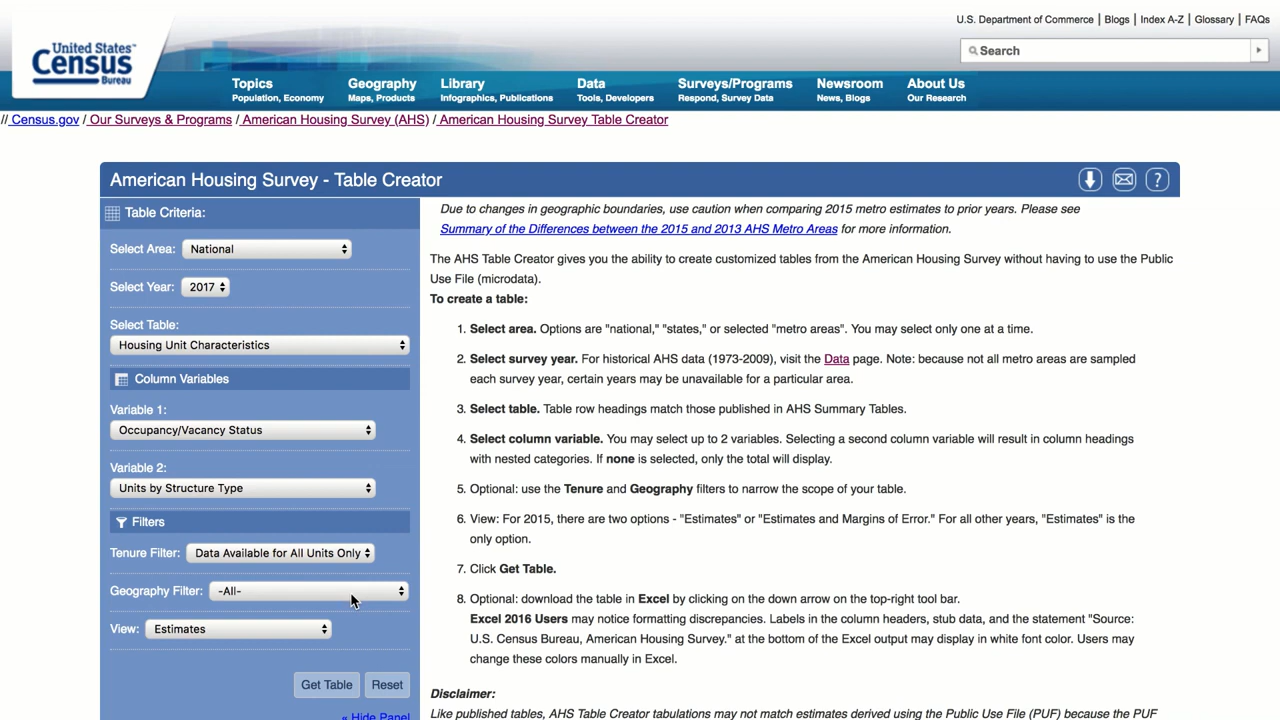 U.S. Department of Commerce | Blogs | Index A-Z | Glossary | FAQs
United States™
Census
Bureau
Search
Topics
Population, Economy
Geography
Maps, Products
Library
Infographics, Publications
Data
Tools, Developers
Surveys/Programs
Respond, Survey Data
Newsroom
News, Blogs
About Us
Our Research
// Census.gov / Our Surveys & Programs / American Housing Survey (AHS) / American Housing Survey Table Creator
American Housing Survey - Table Creator
?
Table Criteria:
Select Area: National
Select Year: 2017
Select Table:
Housing Unit Characteristics
Column Variables
Variable 1:
Occupancy/Vacancy Status
Variable 2:
Units by Structure Type
Filters
Tenure Filter: Data Available for All Units Only
Geography Filter: -All-
View: Estimates
Get Table Reset
« Hide Panel
Due to changes in geographic boundaries, use caution when comparing 2015 metro estimates to prior years. Please see
Summary of the Differences between the 2015 and 2013 AHS Metro Areas for more information.
The AHS Table Creator gives you the ability to create customized tables from the American Housing Survey without having to use the Public
Use File (microdata).
To create a table:
1. Select area. Options are "national," "states," or selected "metro areas". You may select only one at a time.
2. Select survey year. For historical AHS data (1973-2009), visit the Data page. Note: because not all metro areas are sampled
each survey year, certain years may be unavailable for a particular area.
3. Select table. Table row headings match those published in AHS Summary Tables.
4. Select column variable. You may select up to 2 variables. Selecting a second column variable will result in column headings
with nested categories. If none is selected, only the total will display.
5. Optional: use the Tenure and Geography filters to narrow the scope of your table.
6. View: For 2015, there are two options - "Estimates" or "Estimates and Margins of Error." For all other years, "Estimates" is the
only option.
7. Click Get Table.
8. Optional: download the table in Excel by clicking on the down arrow on the top-right tool bar.
Excel 2016 Users may notice formatting discrepancies. Labels in the column headers, stub data, and the statement "Source:
U.S. Census Bureau, American Housing Survey." at the bottom of the Excel output may display in white font color. Users may
change these colors manually in Excel.
Disclaimer:
Like published tables, AHS Table Creator tabulations may not match estimates derived using the Public Use File (PUF) because the PUF